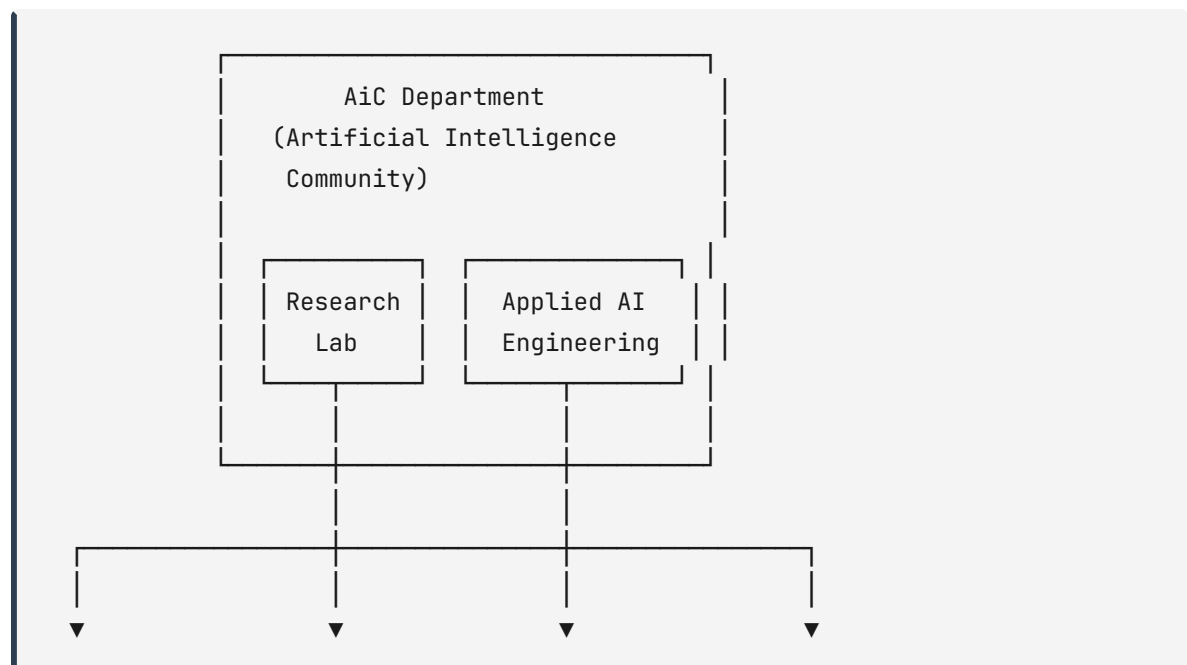 AiC Department
(Artificial Intelligence
Community)
Research Applied AI
Lab Engineering